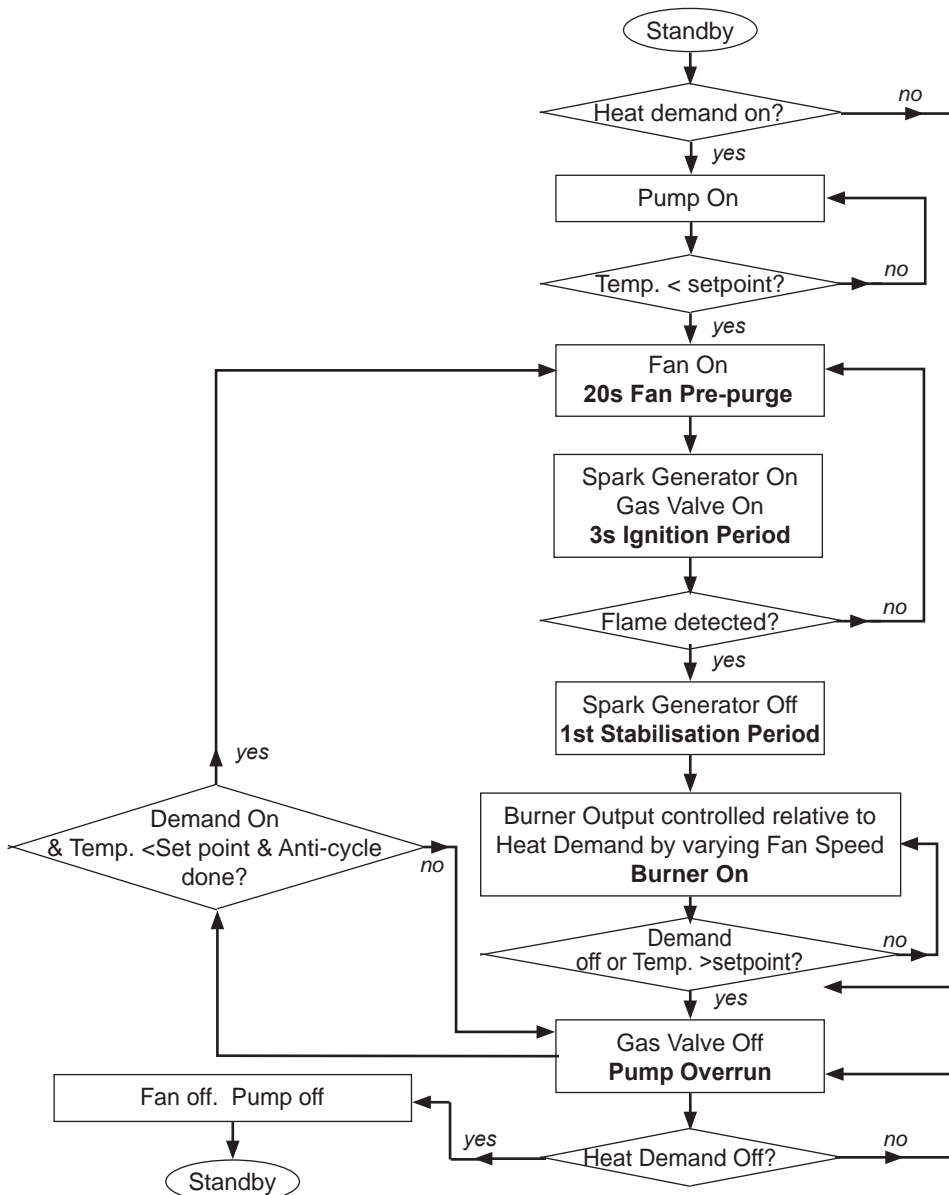 Standby
Heat demand on?
no
yes
Pump On
Temp. < setpoint?
no
yes
Fan On
20s Fan Pre-purge
Spark Generator On
Gas Valve On
3s Ignition Period
Flame detected?
no
yes
Spark Generator Off
1st Stabilisation Period
yes
Demand On
& Temp. <Set point & Anti-cycle
done?
no
Burner Output controlled relative to
Heat Demand by varying Fan Speed
Burner On
Demand
off or Temp. >setpoint?
no
yes
Gas Valve Off
Pump Overrun
Fan off.  Pump off
Heat Demand Off?
yes
no
Standby